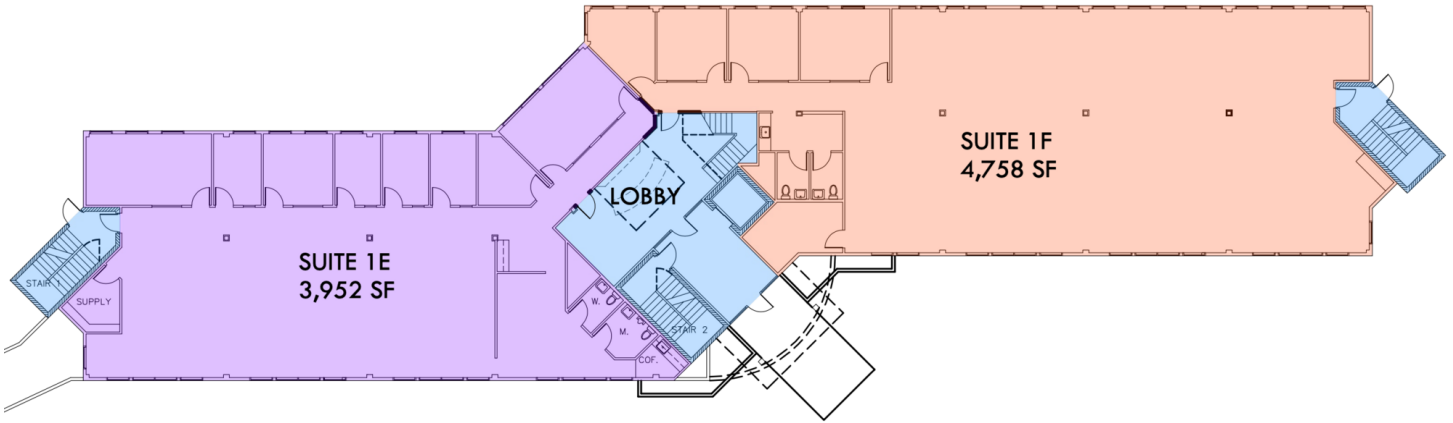 SUITE 1F
4,758 SF
LOBBY
SUITE 1E
3,952 SF
STAIR 1
SUPPLY
W.
M.
STAIR 2
COF.